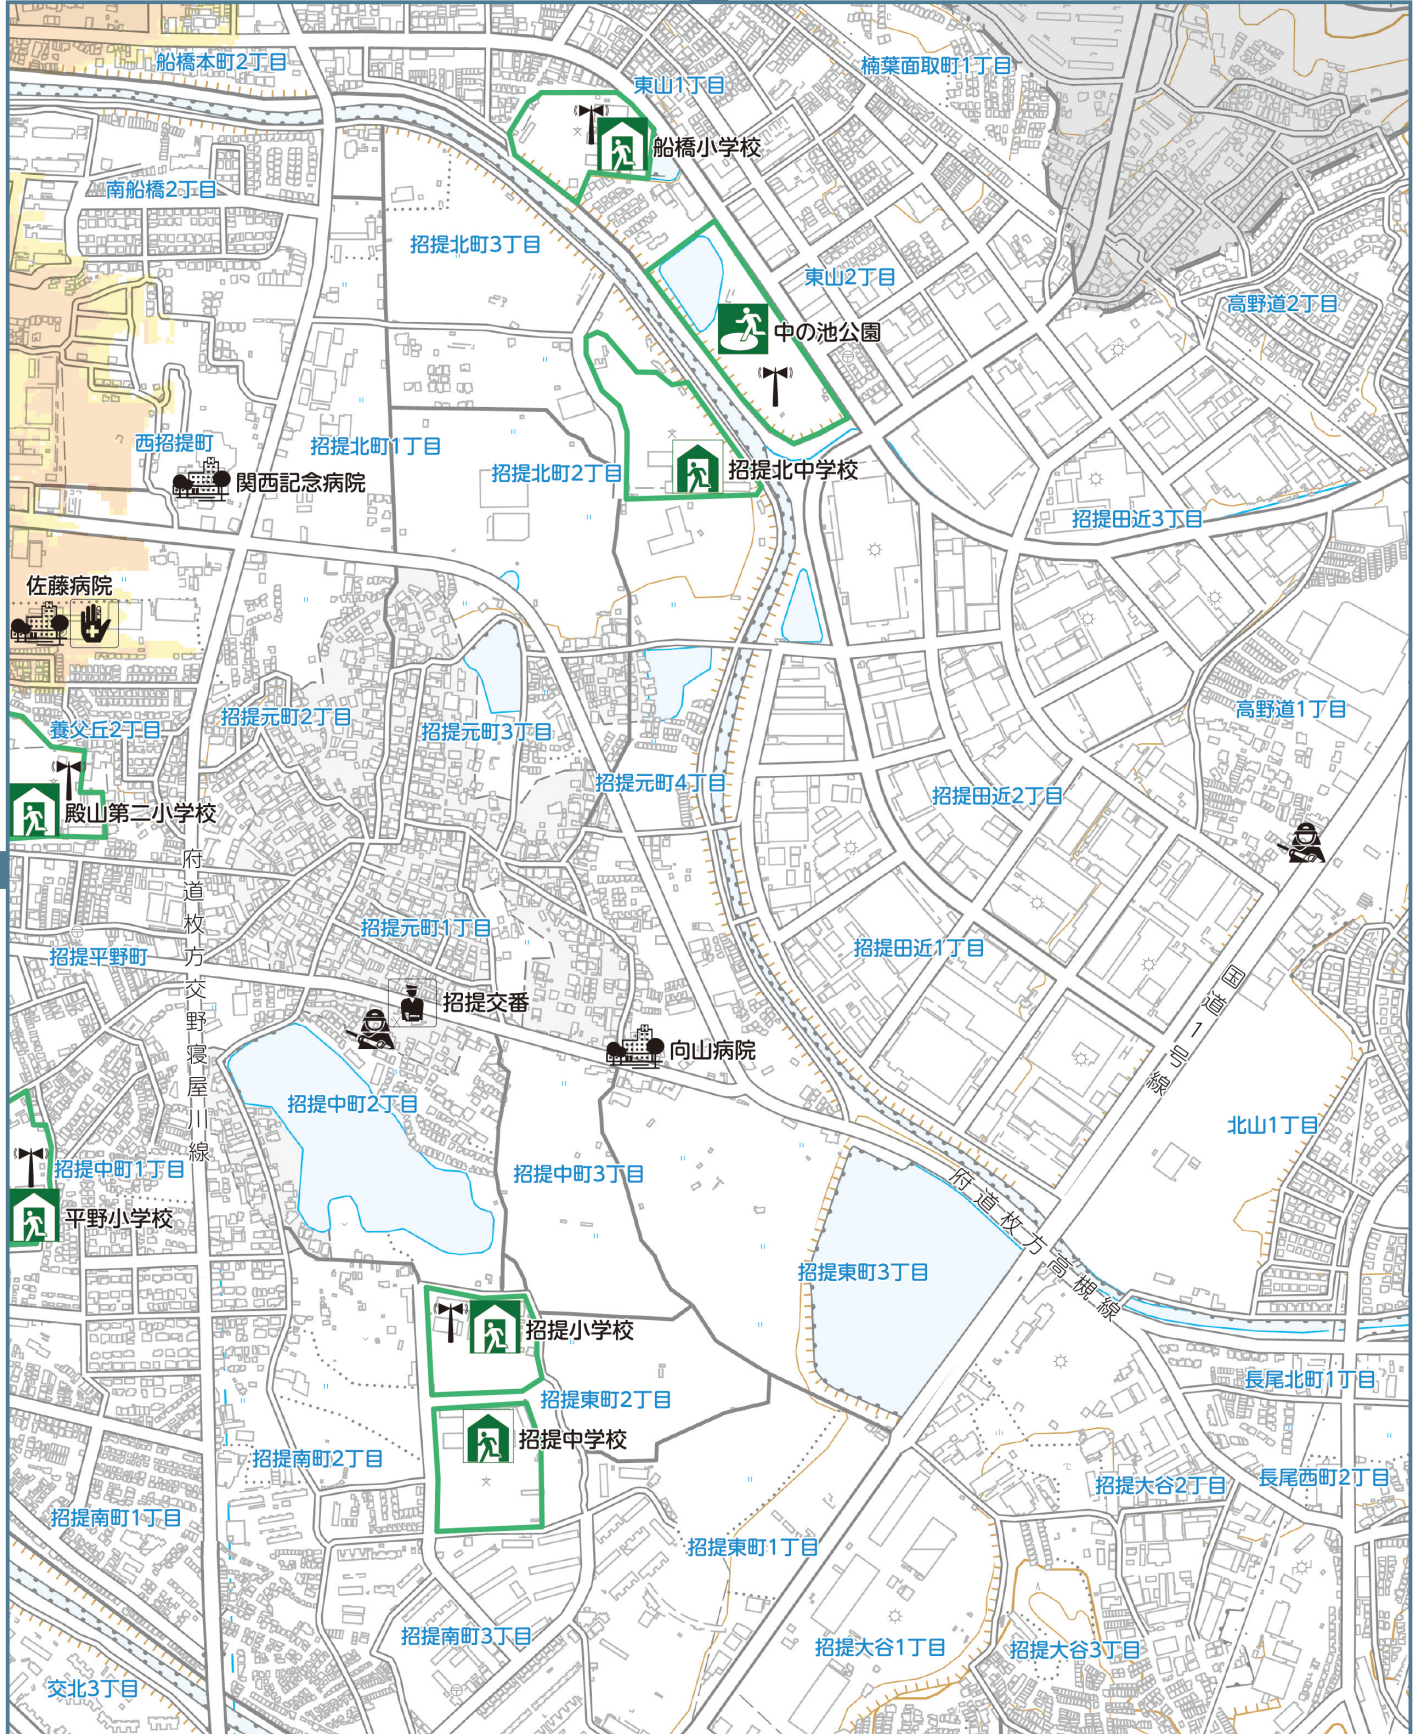 船橋本町2丁目
東山1丁目
楠葉面取町1丁目
船橋小学校
南船橋2丁目
招提北町3丁目
東山2丁目
高野道2丁目
中の池公園
西招提町
招提北町1丁目
招提北町2丁目
招提北中学校
関西記念病院
招提田近3丁目
佐藤病院
養父丘2丁目
招提元町2丁目
招提元町3丁目
高野道1丁目
招提元町4丁目
招提田近2丁目
殿山第二小学校
府道枚方交野寝屋川線
招提元町1丁目
招提田近1丁目
招提平野町
国道1号線
招提交番
向山病院
招提中町2丁目
北山1丁目
招提中町1丁目
招提中町3丁目
府道枚方高槻線
平野小学校
招提東町3丁目
招提小学校
長尾北町1丁目
招提東町2丁目
招提中学校
招提南町2丁目
招提大谷2丁目
長尾西町2丁目
招提南町1丁目
招提東町1丁目
招提南町3丁目
招提大谷1丁目
招提大谷3丁目
交北3丁目